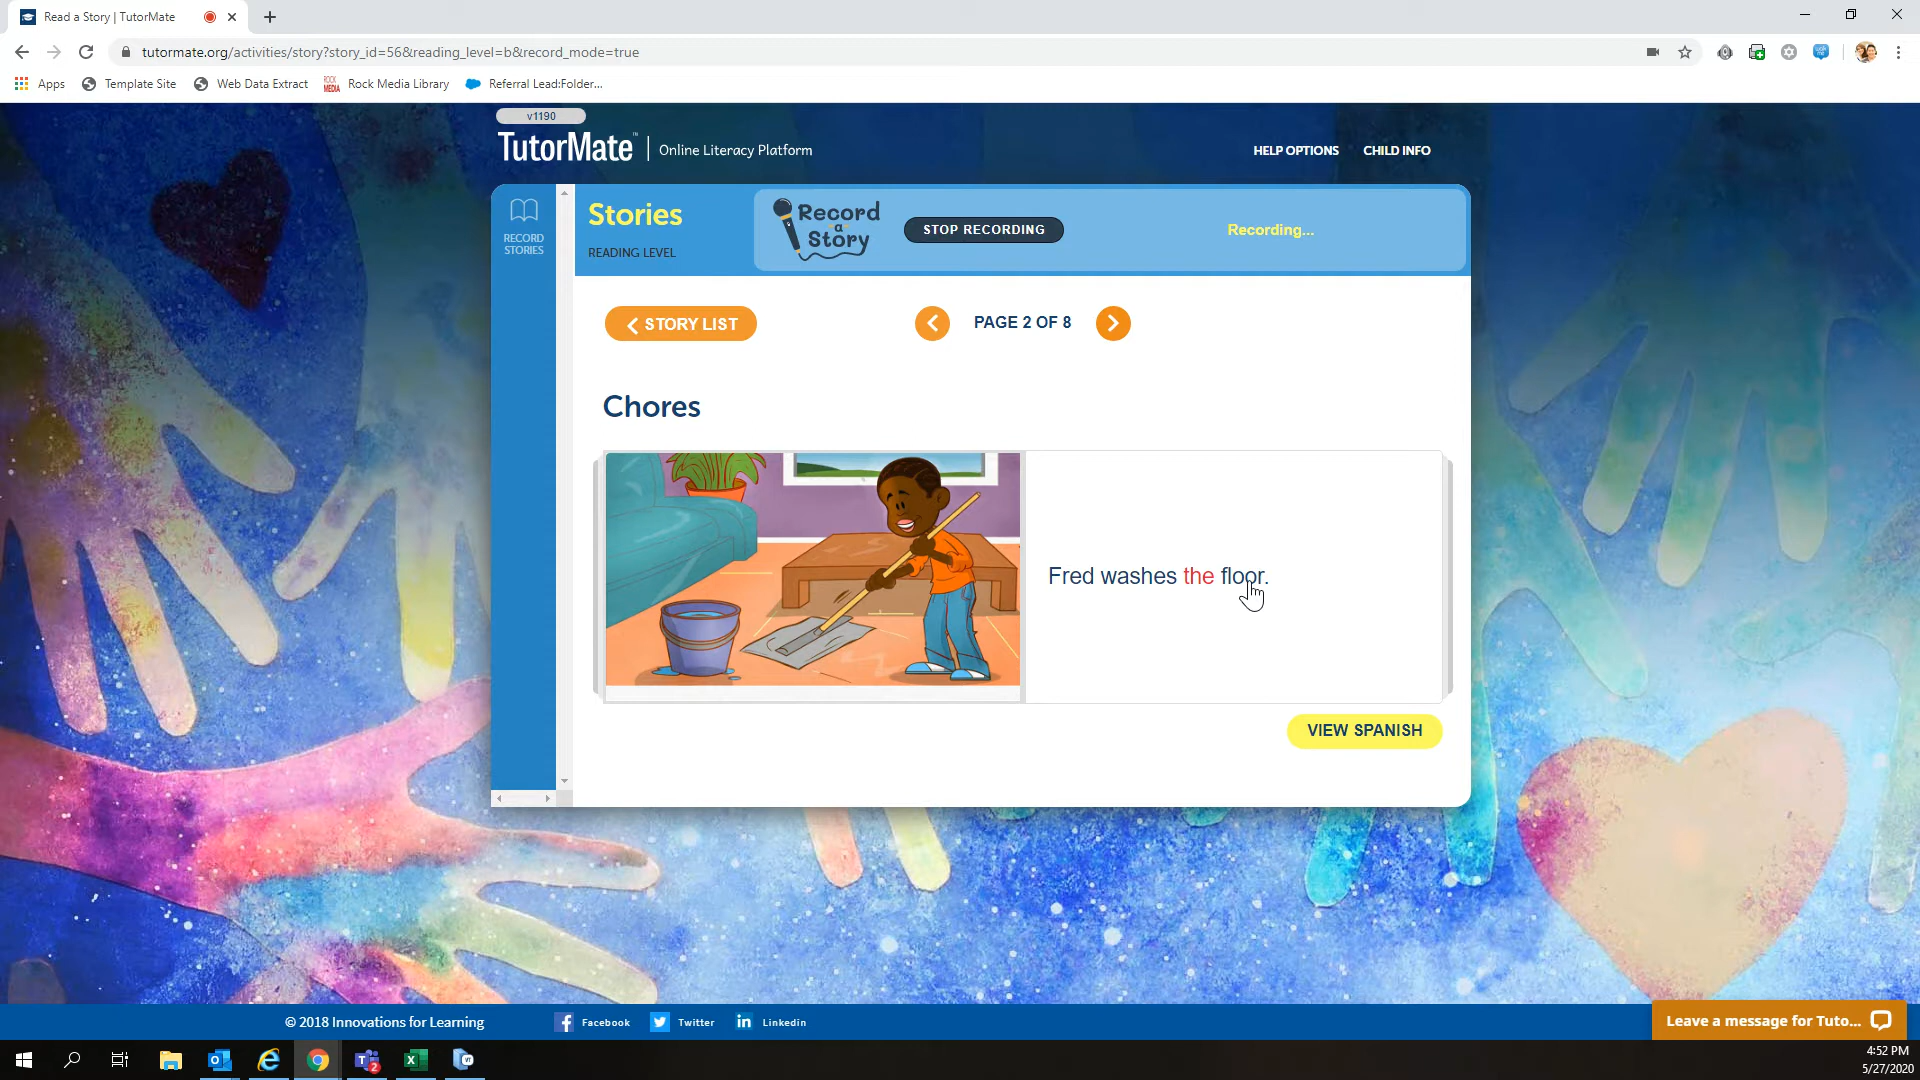 Read a Story | TutorMate
tutormate.org/activities/story?story_id=56&reading_level=b&record_mode=true
Apps
Template Site
Web Data Extract
ROCK MEDIA
Rock Media Library
Referral Lead:Folder...
v1190
TutorMate™ | Online Literacy Platform
HELP OPTIONS
CHILD INFO
RECORD
STORIES
Stories
READING LEVEL
Record
a
Story
STOP RECORDING
Recording...
STORY LIST
PAGE 2 OF 8
Chores
Fred washes the floor.
VIEW SPANISH
© 2018 Innovations for Learning
Facebook
Twitter
Linkedin
Leave a message for Tuto...
4:52 PM
5/27/2020